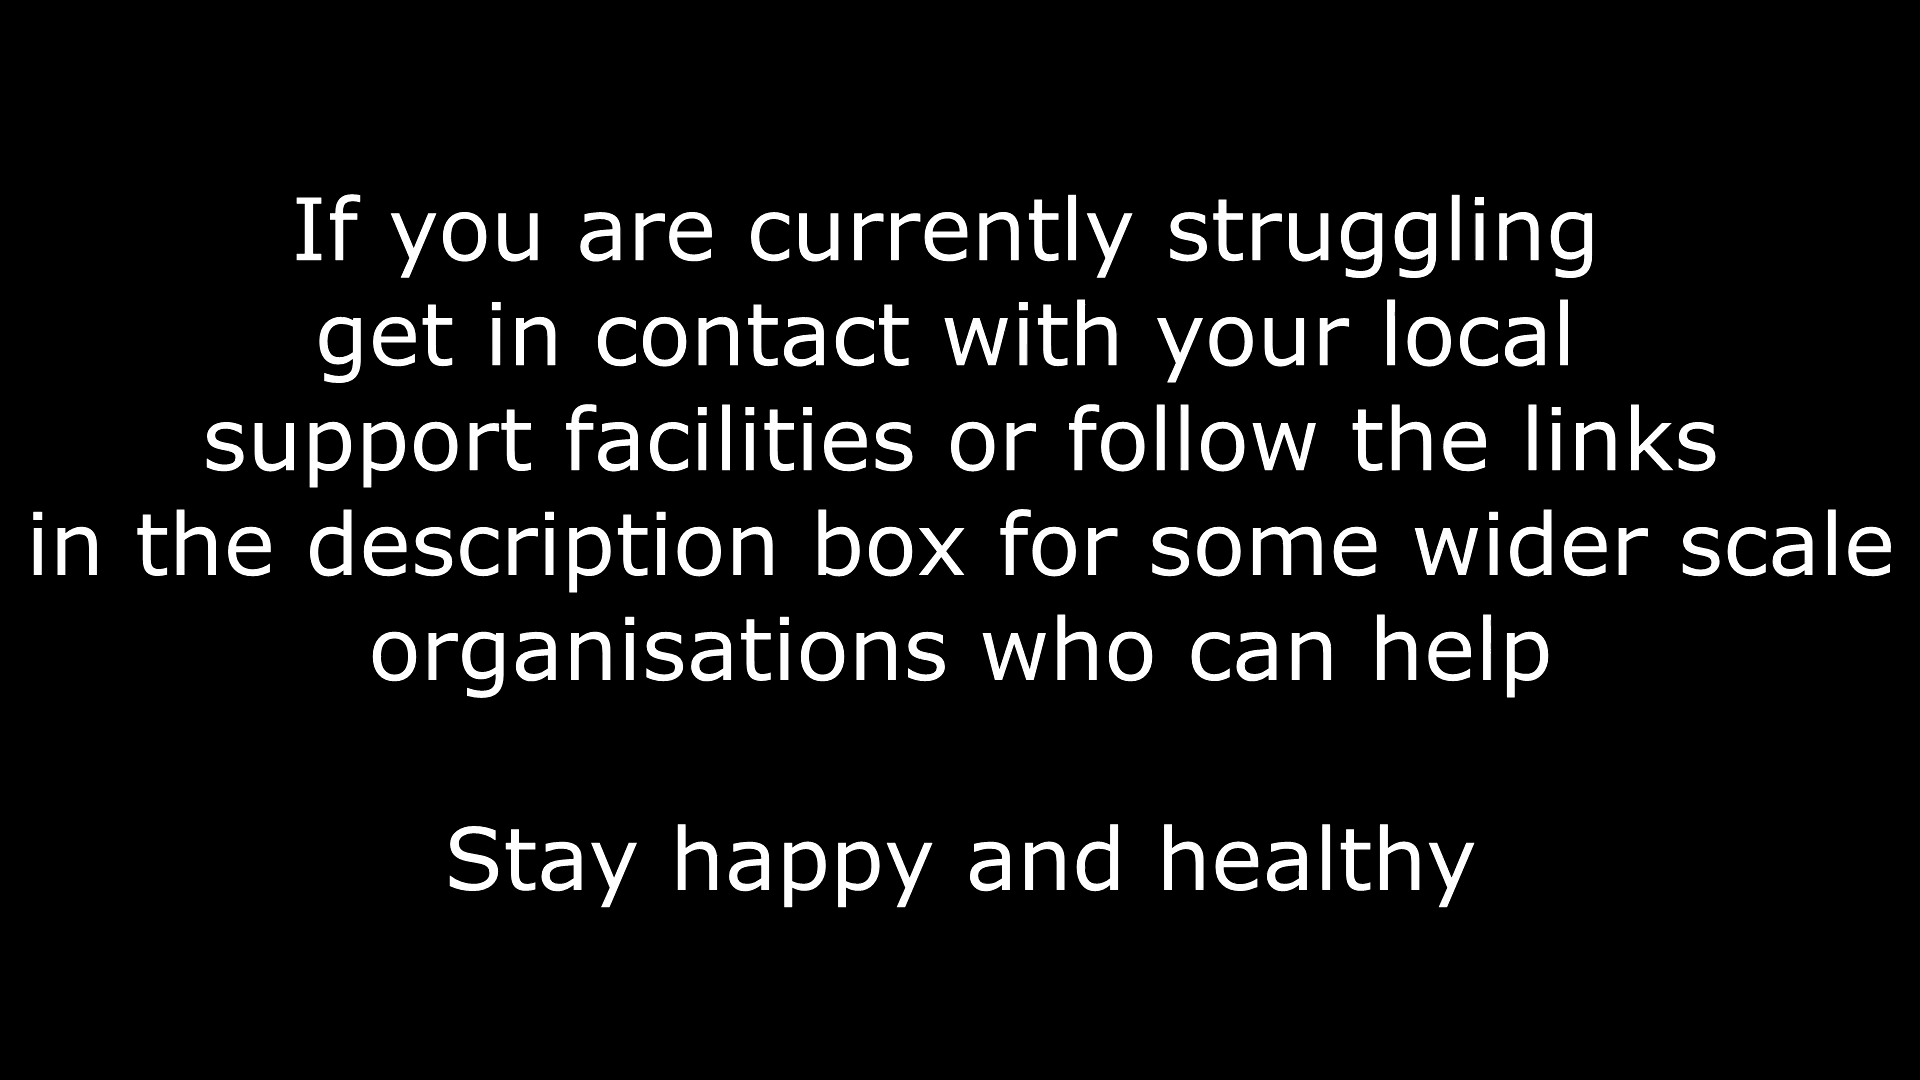 If you are currently struggling
get in contact with your local
support facilities or follow the links
in the description box for some wider scale
organisations who can help
Stay happy and healthy